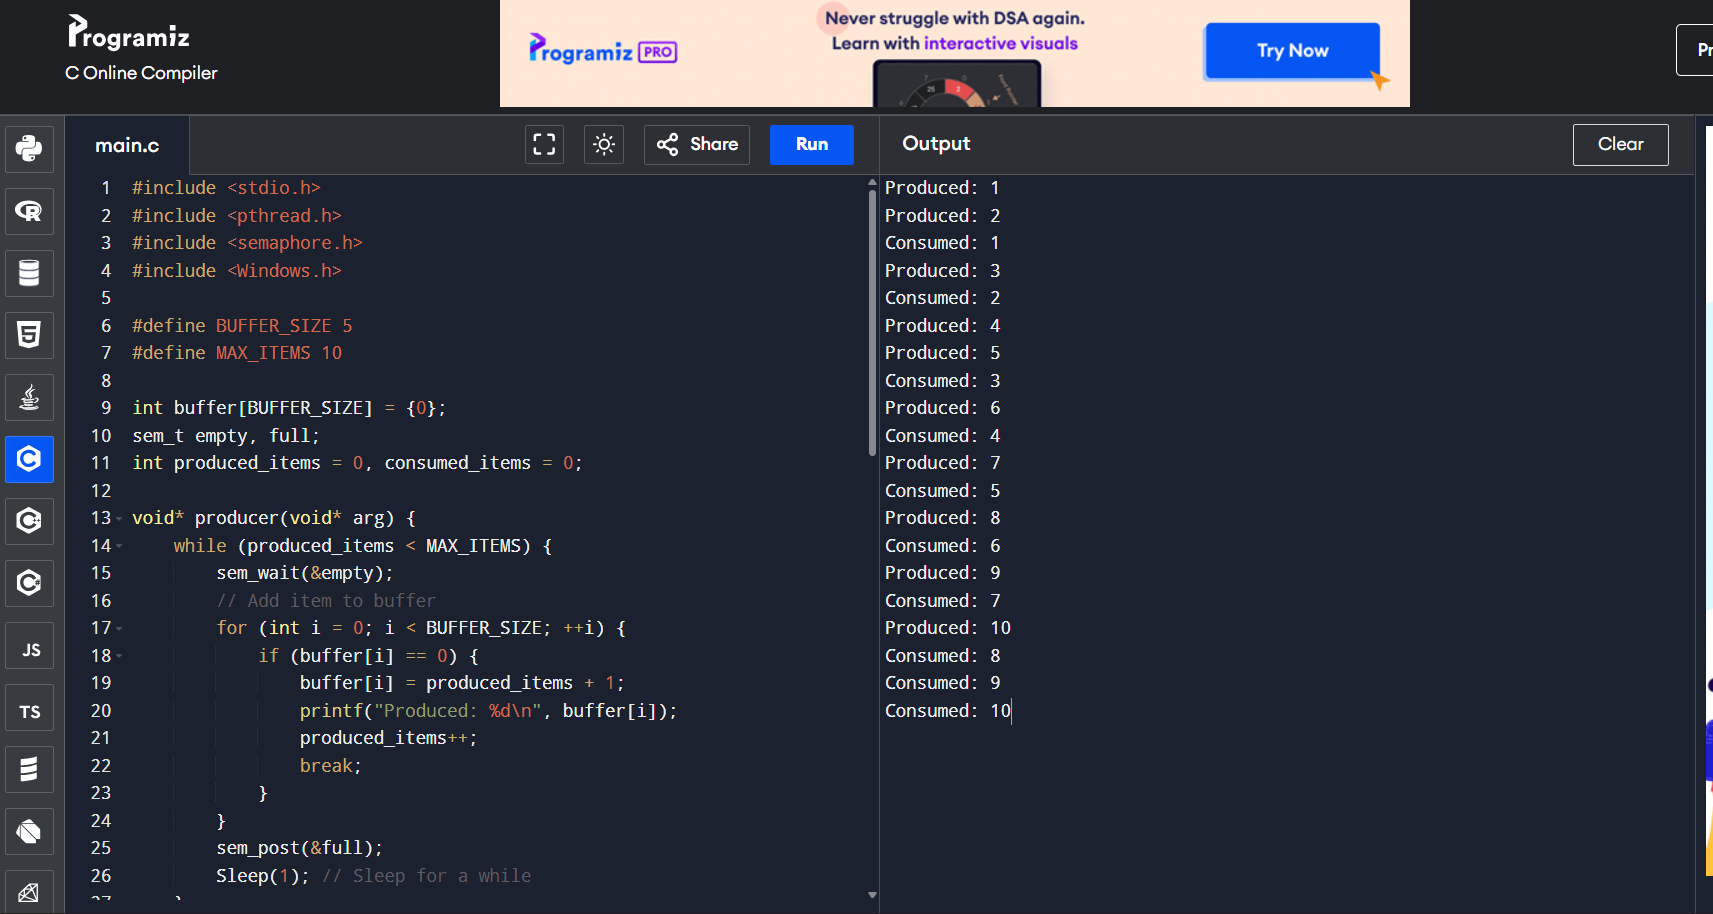 Programiz
C Online Compiler
Programiz PRO
Never struggle with DSA again.
Learn with interactive visuals
Try Now
main.c
Share
Run
Output
Clear
JS
TS
1 #include <stdio.h>
2 #include <pthread.h>
3 #include <semaphore.h>
4 #include <Windows.h>
5
6 #define BUFFER_SIZE 5
7 #define MAX_ITEMS 10
8
9 int buffer[BUFFER_SIZE] = {0};
10 sem_t empty, full;
11 int produced_items = 0, consumed_items = 0;
12
13 void* producer(void* arg) {
14     while (produced_items < MAX_ITEMS) {
15         sem_wait(&empty);
16         // Add item to buffer
17         for (int i = 0; i < BUFFER_SIZE; ++i) {
18             if (buffer[i] == 0) {
19                 buffer[i] = produced_items + 1;
20                 printf("Produced: %d\n", buffer[i]);
21                 produced_items++;
22                 break;
23             }
24         }
25         sem_post(&full);
26         Sleep(1); // Sleep for a while
Produced: 1
Produced: 2
Consumed: 1
Produced: 3
Consumed: 2
Produced: 4
Produced: 5
Consumed: 3
Produced: 6
Consumed: 4
Produced: 7
Consumed: 5
Produced: 8
Consumed: 6
Produced: 9
Consumed: 7
Produced: 10
Consumed: 8
Consumed: 9
Consumed: 10